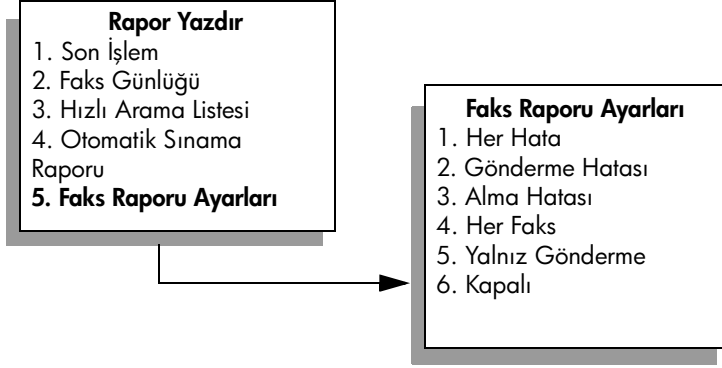 Rapor Yazdır
1. Son İşlem
2. Faks Günlüğü
3. Hızlı Arama Listesi
4. Otomatik Sınama
Raporu
5. Faks Raporu Ayarları
Faks Raporu Ayarları
1. Her Hata
2. Gönderme Hatası
3. Alma Hatası
4. Her Faks
5. Yalnız Gönderme
6. Kapalı